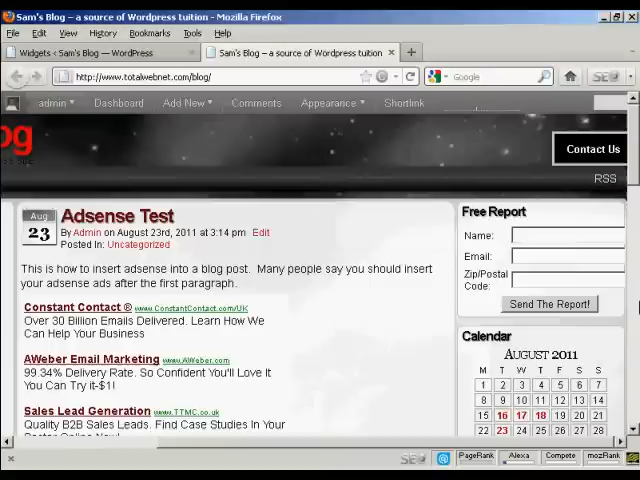 Sam's Blog – a source of Wordpress tuition - Mozilla Firefox
File Edit View History Bookmarks Tools Help
Widgets < Sam's Blog — WordPress
Sam's Blog – a source of Wordpress tuition
http://www.totalwebnet.com/blog/
Google
admin Dashboard Add New Comments Appearance Shortlink
og
Contact Us
RSS
Aug
23
Adsense Test
By Admin on August 23rd, 2011 at 3:14 pm Edit
Posted In: Uncategorized
This is how to insert adsense into a blog post. Many people say you should insert
your adsense ads after the first paragraph.
Constant Contact ® www.ConstantContact.com/UK
Over 30 Billion Emails Delivered. Learn How We
Can Help Your Business
AWeber Email Marketing www.AWeber.com
99.34% Delivery Rate. So Confident You'll Love It
You Can Try it-$1!
Sales Lead Generation www.TTMC.co.uk
Quality B2B Sales Leads. Find Case Studies In Your
Free Report
Name:
Email:
Zip/Postal
Code:
Send The Report!
Calendar
August 2011
M T W T F S S
1 2 3 4 5 6 7
8 9 10 11 12 13 14
15 16 17 18 19 20 21
22 23 24 25 26 27 28
PageRank Alexa Compete mozRank